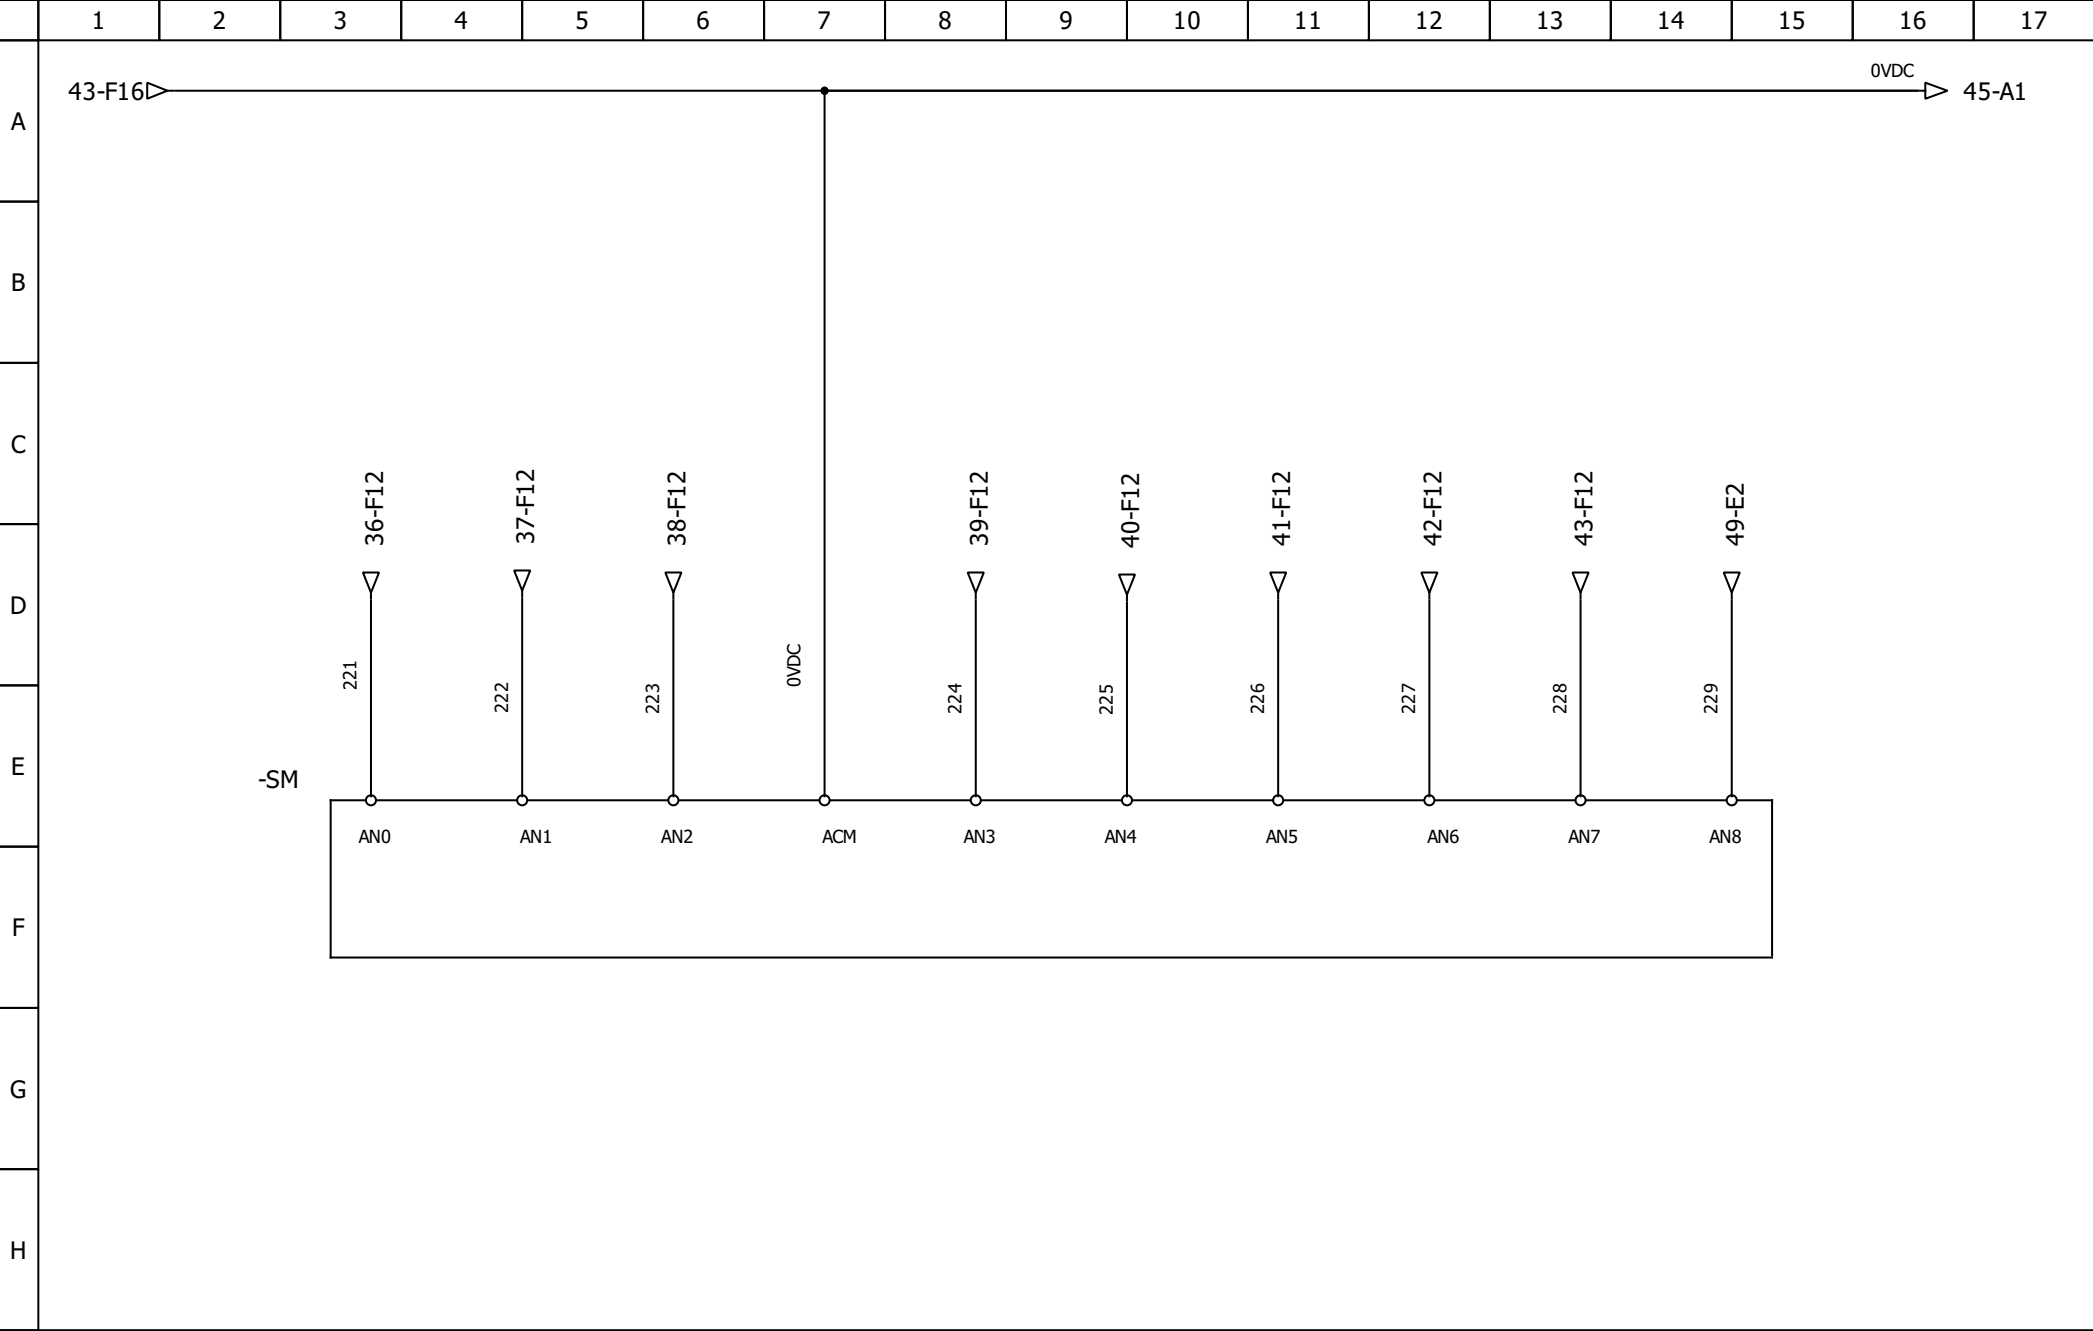 1 2 3 4 5 6 7 8 9 10 11 12 13 14 15 16 17
0VDC
43-F16 45-A1
A
B
C
36-F12 37-F12 38-F12 39-F12 40-F12 41-F12 42-F12 43-F12 49-E2
D
221 222 223 0VDC 224 225 226 227 228 229
E
-SM
AN0 AN1 AN2 ACM AN3 AN4 AN5 AN6 AN7 AN8
F
G
H